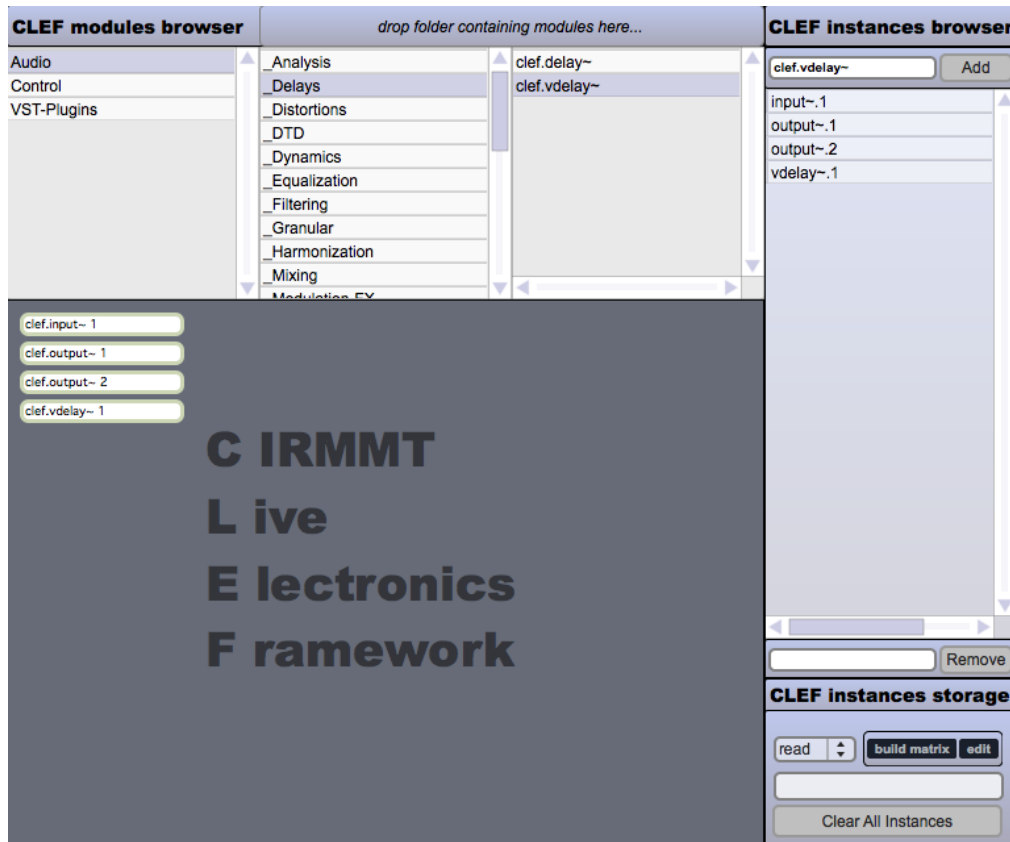 CLEF modules browser
drop folder containing modules here...
CLEF instances browser
Audio
Control
VST-Plugins
_Analysis
_Delays
_Distortions
_DTD
_Dynamics
_Equalization
_Filtering
_Granular
_Harmonization
_Mixing
_Modulation FX
clef.delay~
clef.vdelay~
clef.vdelay~
Add
input~.1
output~.1
output~.2
vdelay~.1
Remove
clef.input~ 1
clef.output~ 1
clef.output~ 2
clef.vdelay~ 1
C IRMMT
L ive
E lectronics
F ramework
CLEF instances storage
read
build matrix
edit
Clear All Instances